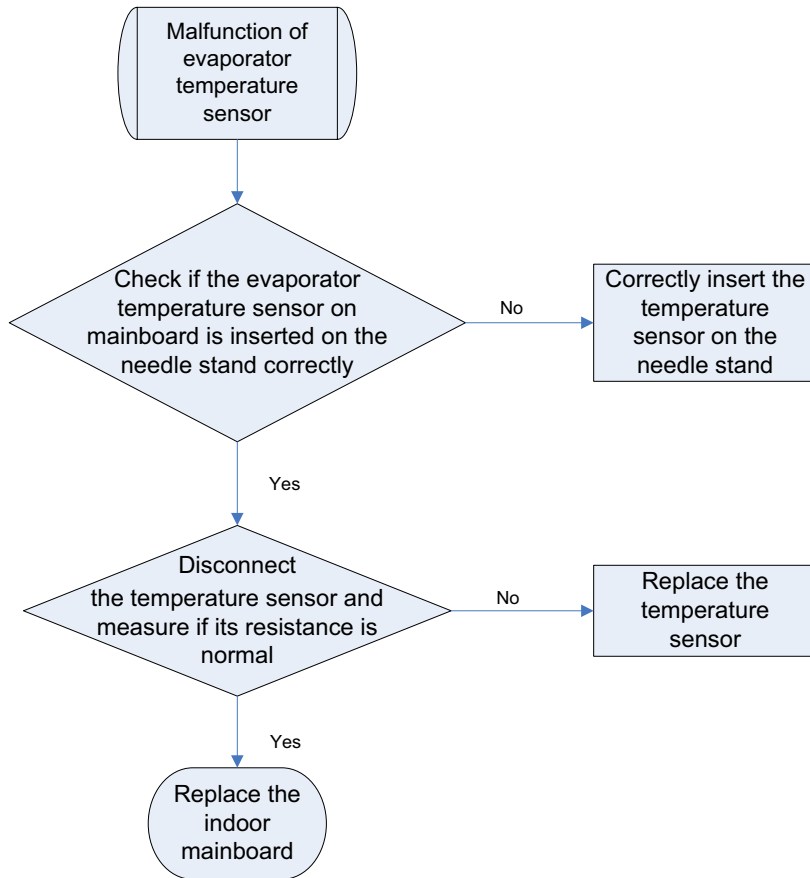 Malfunction of
evaporator
temperature
sensor
Check if the evaporator
temperature sensor on
mainboard is inserted on the
needle stand correctly
No
Correctly insert the
temperature
sensor on the
needle stand
Yes
Disconnect
the temperature sensor and
measure if its resistance is
normal
No
Replace the
temperature
sensor
Yes
Replace the
indoor
mainboard